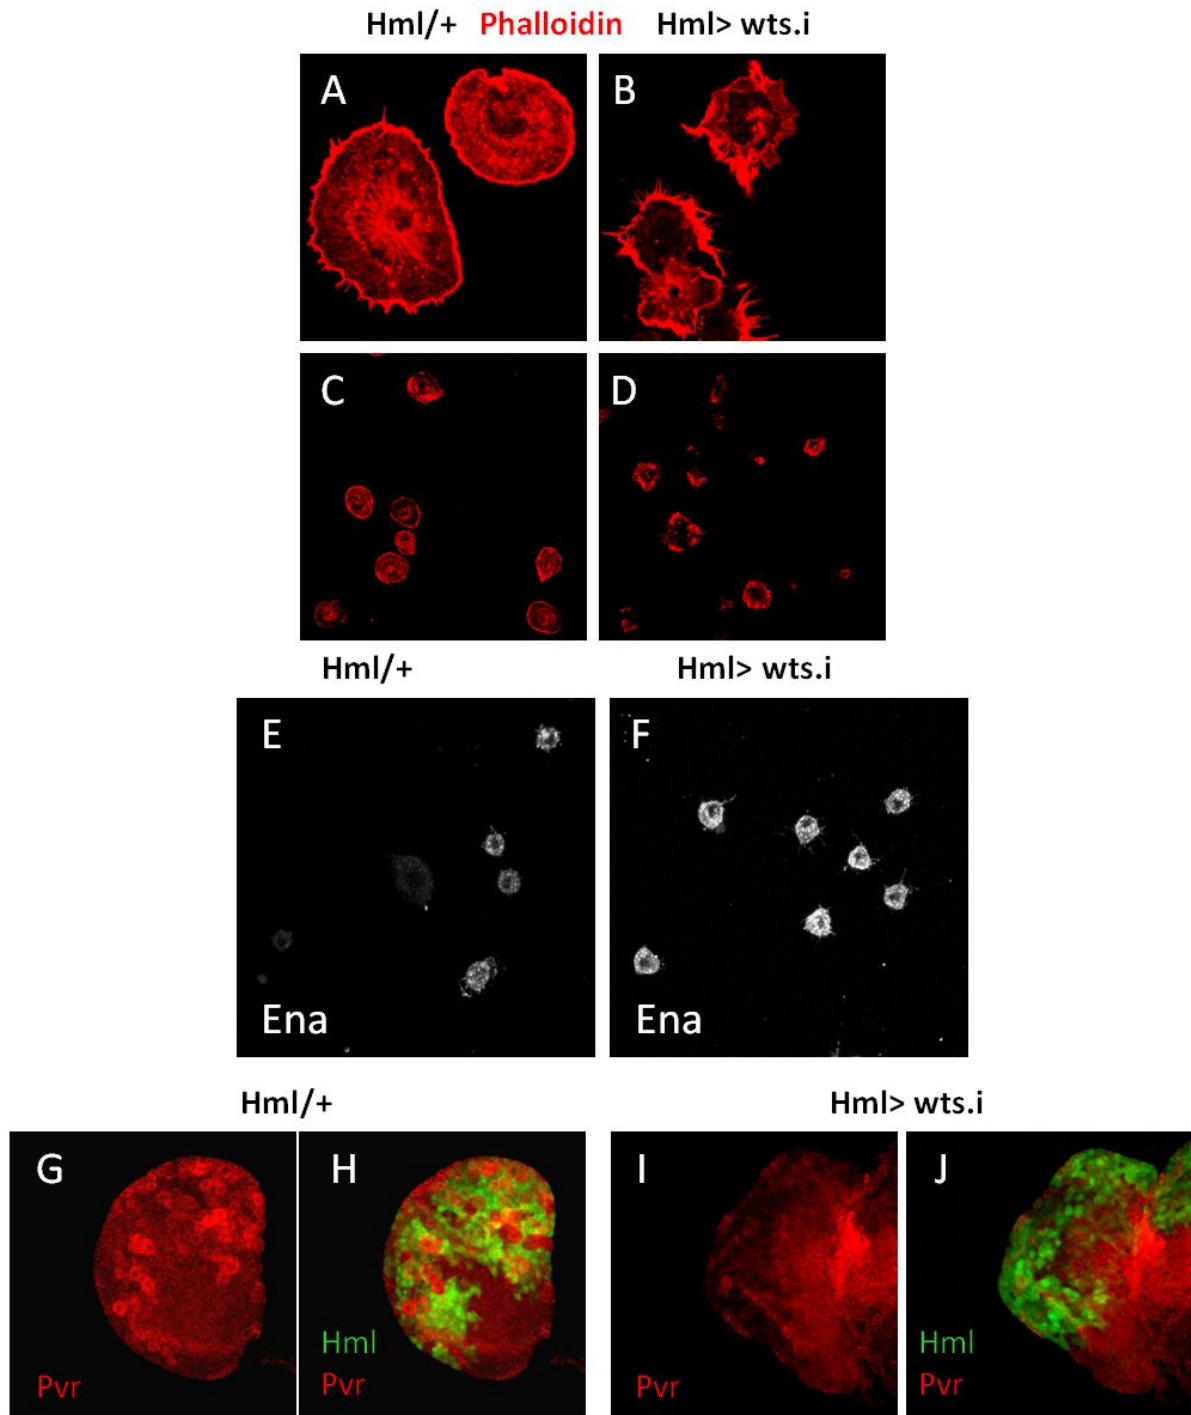 Hml/+ Phalloidin Hml> wts.i
A B
C D
Hml/+ Hml> wts.i
E F
Ena Ena
Hml/+ Hml> wts.i
G H I J
Hml Hml
Pvr Pvr Pvr Pvr